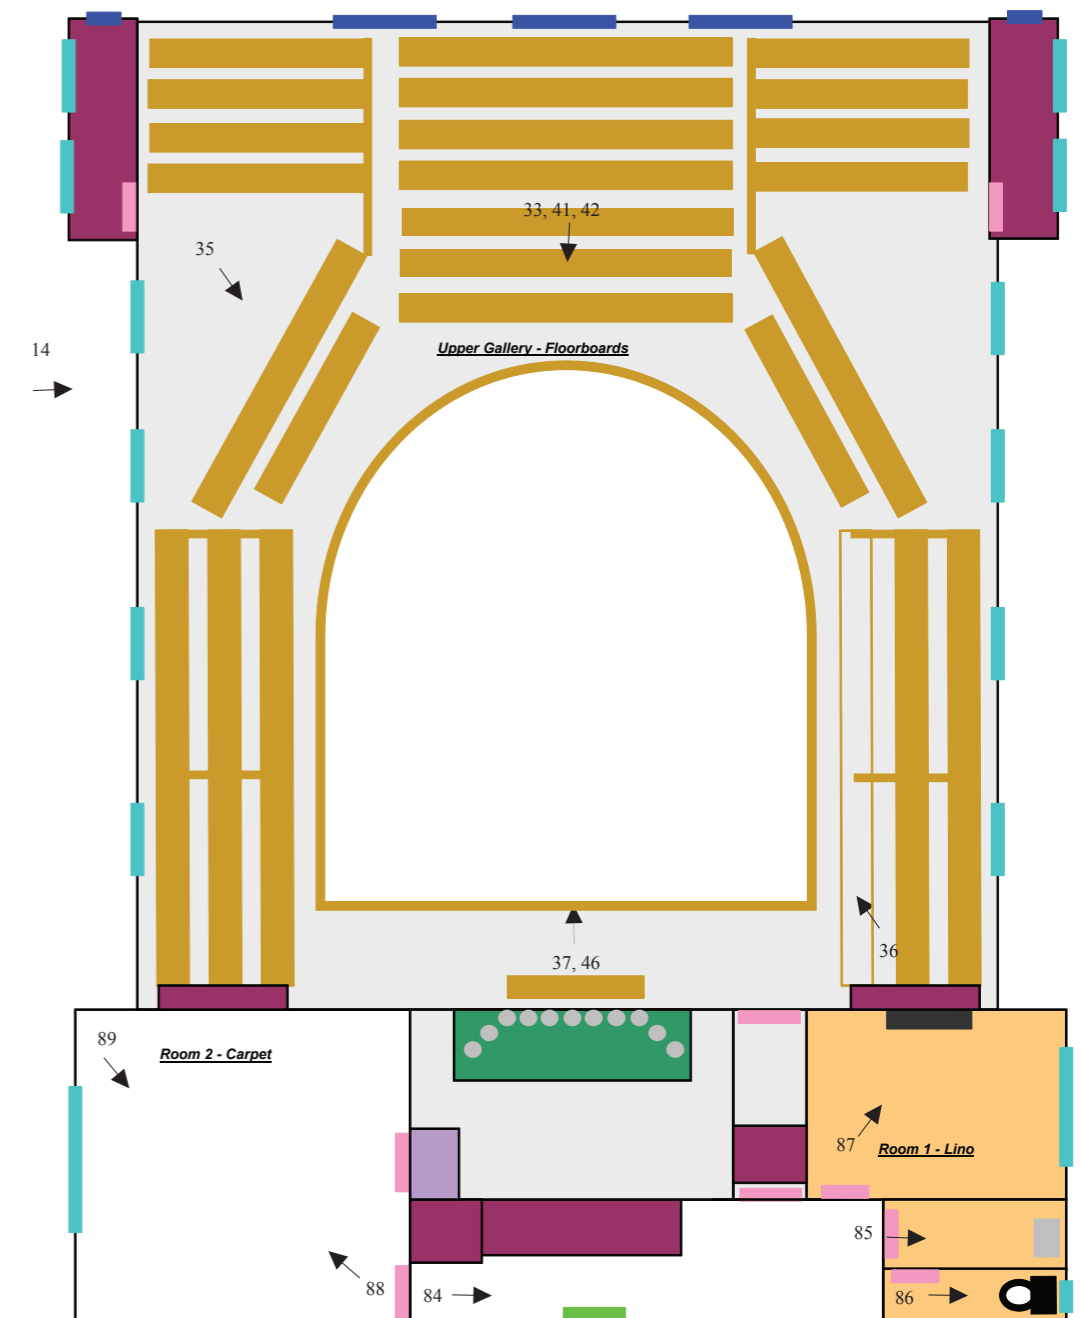 33, 41, 42
35
14
Upper Gallery - Floorboards
36
37, 46
89
Room 2 - Carpet
87
Room 1 - Lino
85
88
84
86